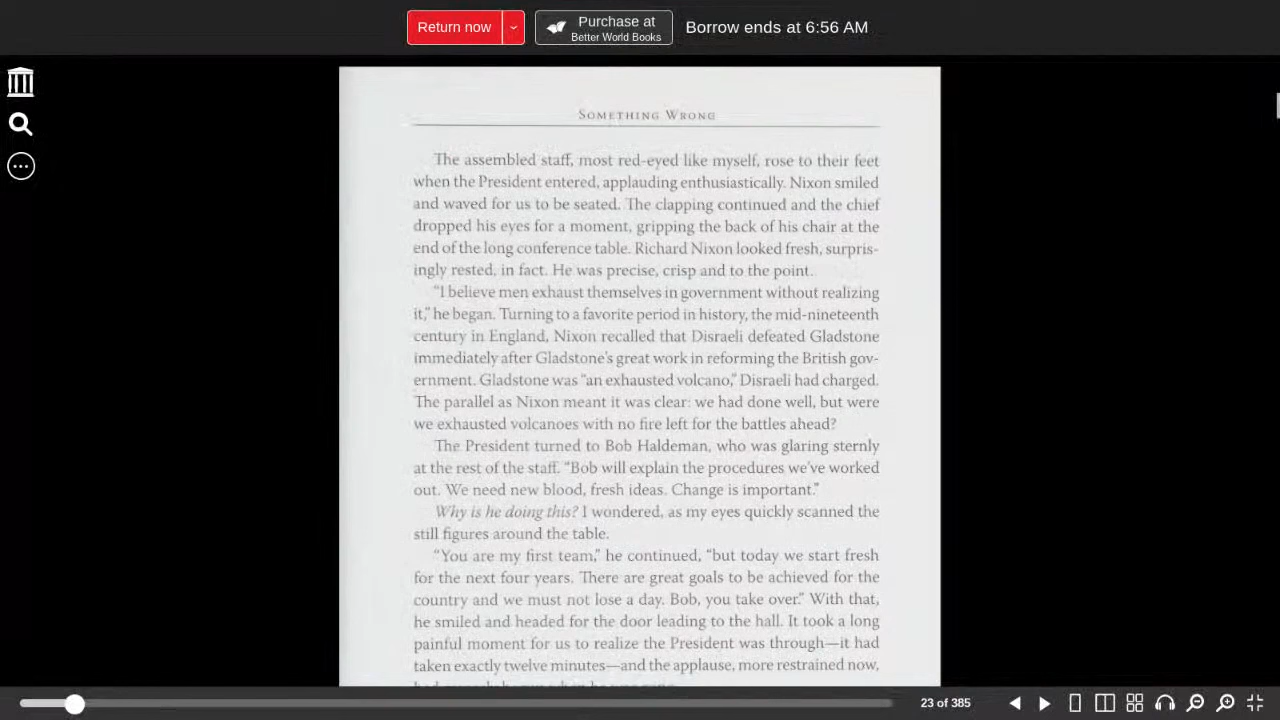 Return now
Purchase at
Better World Books
Borrow ends at 6:56 AM
Something Wrong
The assembled staff, most red-eyed like myself, rose to their feet
when the President entered, applauding enthusiastically. Nixon smiled
and waved for us to be seated. The clapping continued and the chief
dropped his eyes for a moment, gripping the back of his chair at the
end of the long conference table. Richard Nixon looked fresh, surpris-
ingly rested, in fact. He was precise, crisp and to the point.
“I believe men exhaust themselves in government without realizing
it,” he began. Turning to a favorite period in history, the mid-nineteenth
century in England, Nixon recalled that Disraeli defeated Gladstone
immediately after Gladstone’s great work in reforming the British gov-
ernment. Gladstone was “an exhausted volcano,” Disraeli had charged.
The parallel as Nixon meant it was clear: we had done well, but were
we exhausted volcanoes with no fire left for the battles ahead?
The President turned to Bob Haldeman, who was glaring sternly
at the rest of the staff. “Bob will explain the procedures we’ve worked
out. We need new blood, fresh ideas. Change is important.”
Why is he doing this? I wondered, as my eyes quickly scanned the
still figures around the table.
“You are my first team,” he continued, “but today we start fresh
for the next four years. There are great goals to be achieved for the
country and we must not lose a day. Bob, you take over.” With that,
he smiled and headed for the door leading to the hall. It took a long
painful moment for us to realize the President was through—it had
taken exactly twelve minutes—and the applause, more restrained now,
23 of 385